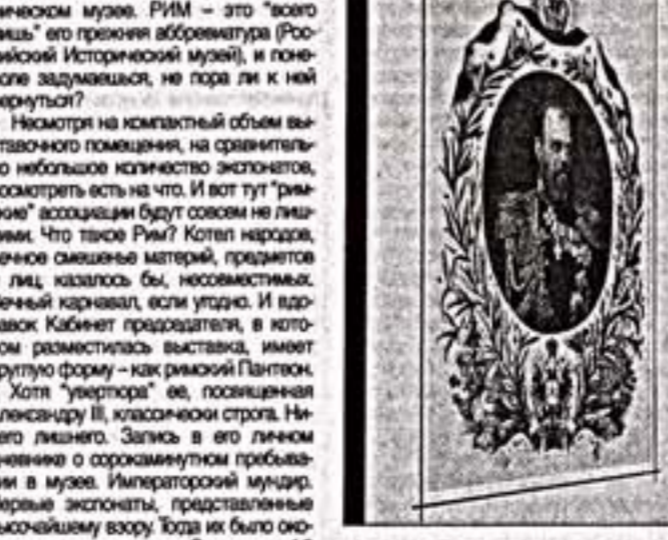 ническом музее. РИМ – это "всего
лишь" его прежняя аббревиатура (Рос-
сийский Исторический музей), и поне-
воле задумаешься, не пора ли к ней
вернуться?
Несмотря на компактный объем вы-
ставочного помещения, на сравнитель-
но небольшое количество экспонатов,
посмотреть есть на что. И вот тут "рим-
ские" ассоциации будут совсем не лиш-
ними. Что такое Рим? Котел народов,
вечное смешенье материй, предметов
лиц, казалось бы, несовместимых.
Вечный карнавал, если угодно. И вдо-
бавок Кабинет председателя, в кото-
ром разместилась выставка, имеет
круглую форму – как римский Пантеон.
Хотя "увертюра" ее, посвященная
Александру III, классически строга. Ни-
чего лишнего. Запись в его личном
дневнике о сорокаминутном пребыва-
нии в музее. Императорский мундир.
Первые экспонаты, представленные
высочайшему взору. Тогда их было око-